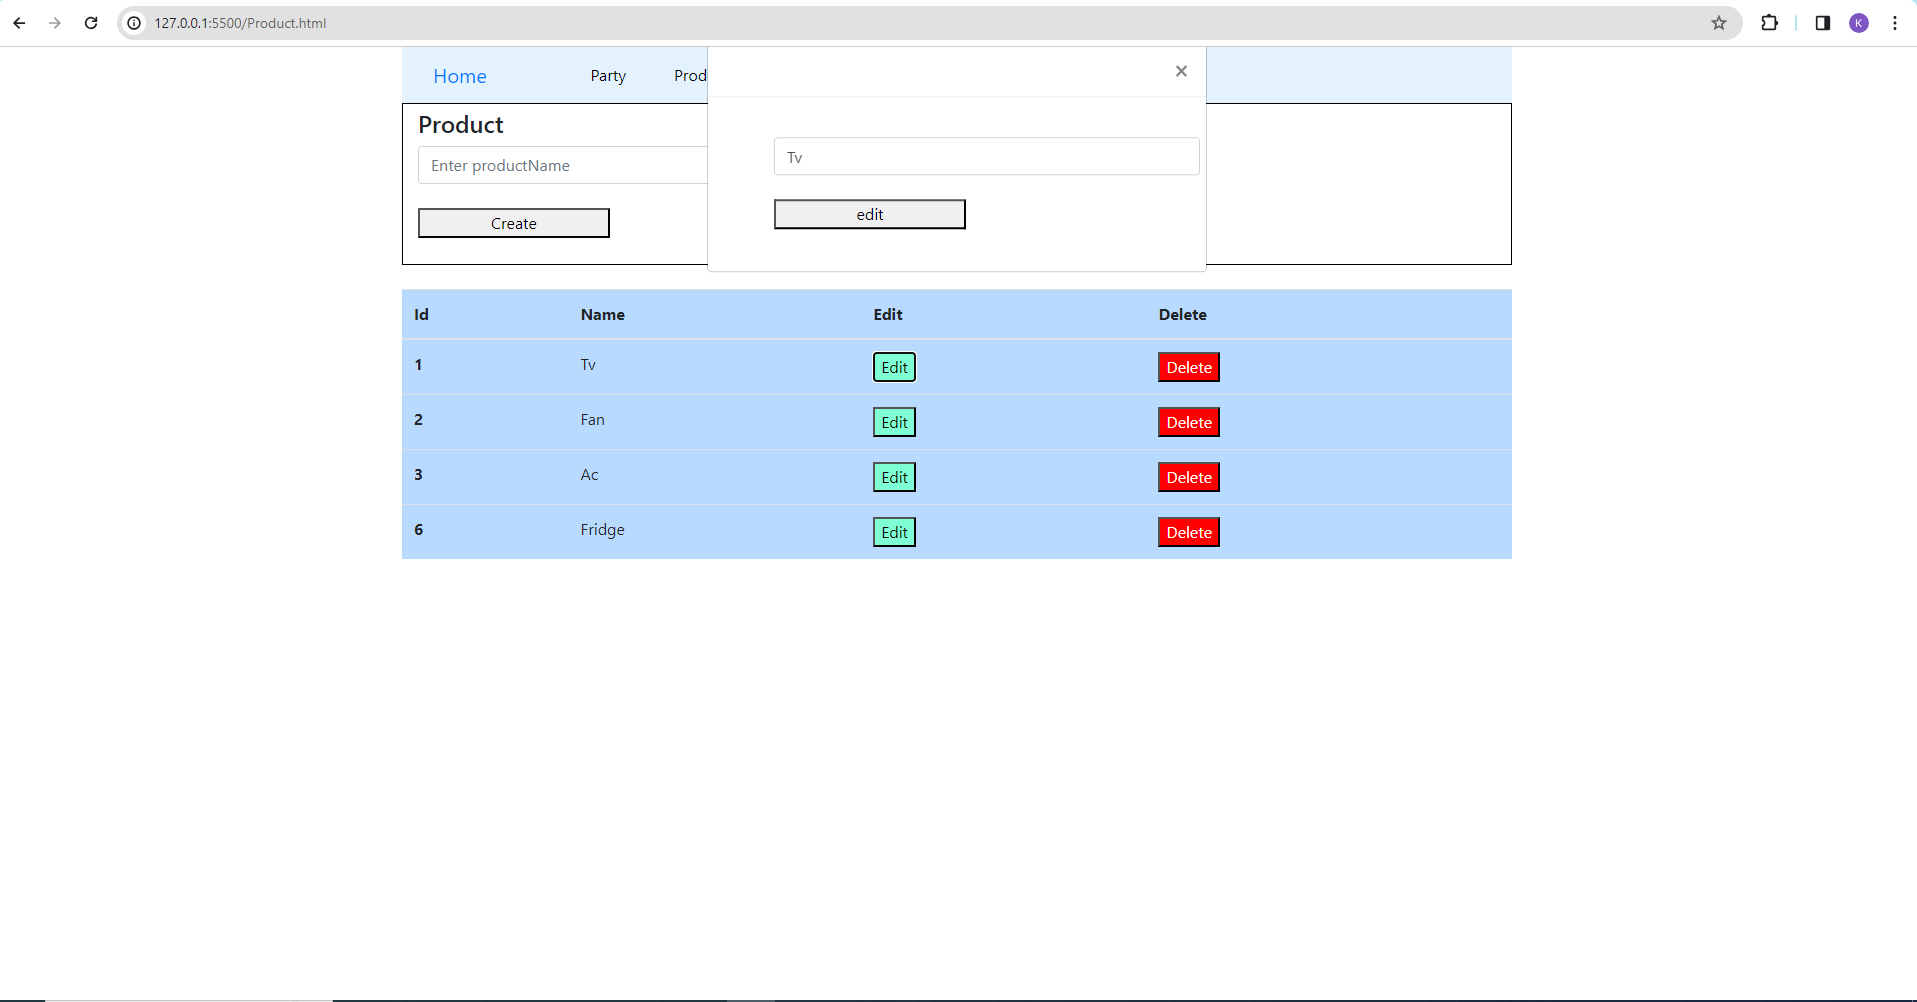 127.0.0.1:5500/Product.html
K
Home Party Prod
×
Product
Enter productName
Create
Tv
edit
Id Name Edit Delete
1 Tv Edit Delete
2 Fan Edit Delete
3 Ac Edit Delete
6 Fridge Edit Delete